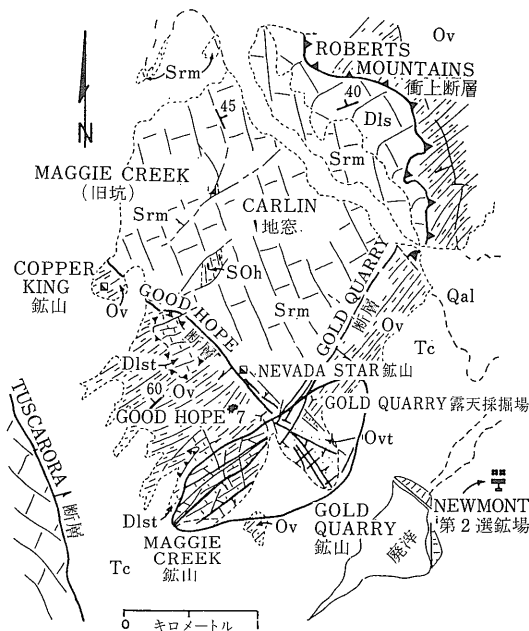 Ov
Srm
ROBERTS
MOUNTAINS
衝上断層
45
40
Dls
N
Srm
MAGGIE CREEK
(旧坑)
Srm
CARLIN
地窓
COPPER
KING
鉱山
SOh
Ov
GOOD HOPE
断層
Srm
GOLD QUARRY
断層
Ov
Qal
Tc
Dlst
NEVADA STAR 鉱山
60
Ov
GOOD HOPE
7
GOLD QUARRY 露天採掘場
TUSCARORA
断層
Ovt
Dlst
MAGGIE
CREEK
鉱山
Ov
GOLD
QUARRY
鉱山
廃滓
NEWMONT
第2選鉱場
Tc
0 キロメートル 1